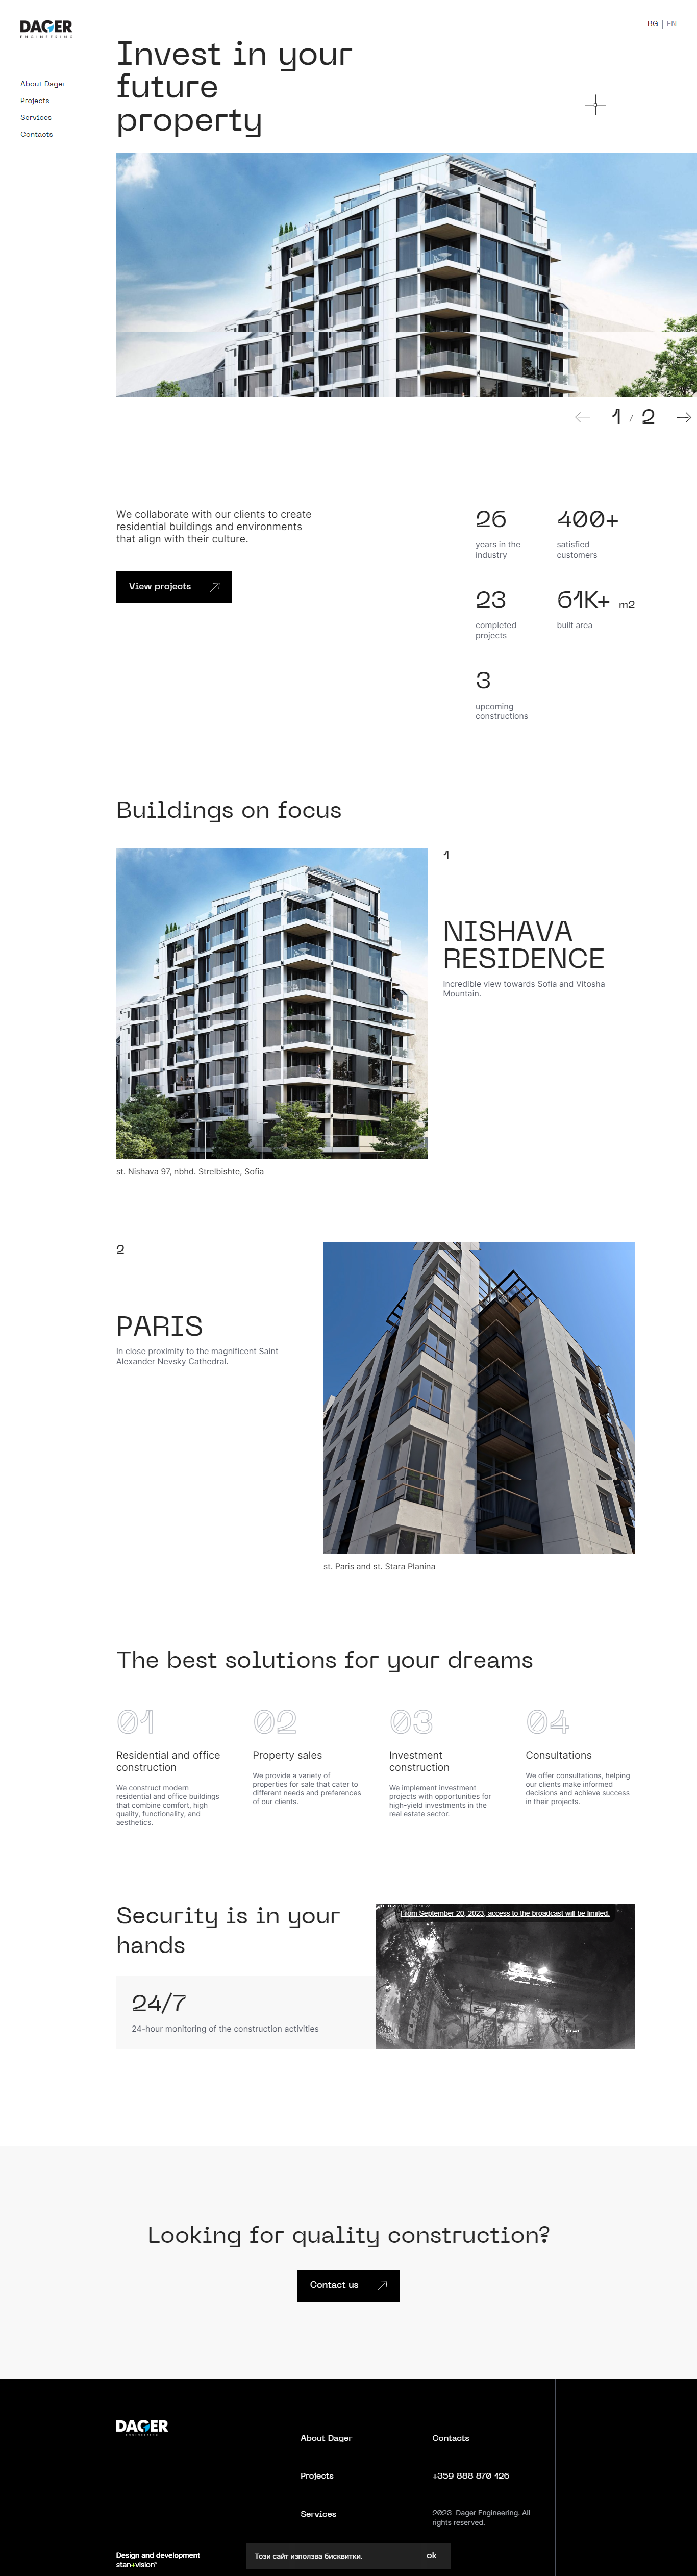 DAGER
ENGINEERING
BG | EN
About Dager
Projects
Services
Contacts
Invest in your
future
property
1 / 2
We collaborate with our clients to create
residential buildings and environments
that align with their culture.
View projects
26
years in the
industry
400+
satisfied
customers
23
completed
projects
61K+ m2
built area
3
upcoming
constructions
Buildings on focus
1
NISHAVA
RESIDENCE
Incredible view towards Sofia and Vitosha
Mountain.
st. Nishava 97, nbhd. Strelbishte, Sofia
2
PARIS
In close proximity to the magnificent Saint
Alexander Nevsky Cathedral.
st. Paris and st. Stara Planina
The best solutions for your dreams
01
Residential and office
construction
We construct modern
residential and office buildings
that combine comfort, high
quality, functionality, and
aesthetics.
02
Property sales
We provide a variety of
properties for sale that cater to
different needs and preferences
of our clients.
03
Investment
construction
We implement investment
projects with opportunities for
high-yield investments in the
real estate sector.
04
Consultations
We offer consultations, helping
our clients make informed
decisions and achieve success
in their projects.
Security is in your
hands
24/7
24-hour monitoring of the construction activities
From September 20, 2023, access to the broadcast will be limited.
Looking for quality construction?
Contact us
DAGER
ENGINEERING
About Dager
Projects
Services
Contacts
+359 888 870 126
2023 Dager Engineering. All
rights reserved.
Design and development
stan+vision®
Този сайт използва бисквитки.
ok